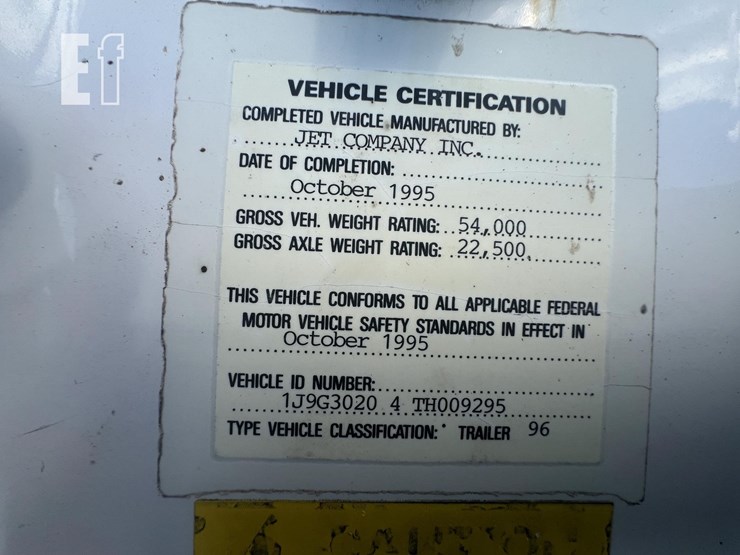 Ef
VEHICLE CERTIFICATION
COMPLETED VEHICLE MANUFACTURED BY:
JET COMPANY INC.
DATE OF COMPLETION:
October 1995
GROSS VEH. WEIGHT RATING: 54,000
GROSS AXLE WEIGHT RATING: 22,500
THIS VEHICLE CONFORMS TO ALL APPLICABLE FEDERAL
MOTOR VEHICLE SAFETY STANDARDS IN EFFECT IN
October 1995
VEHICLE ID NUMBER:
1J9G3020 4 TH009295
TYPE VEHICLE CLASSIFICATION: TRAILER 96
CAUTION